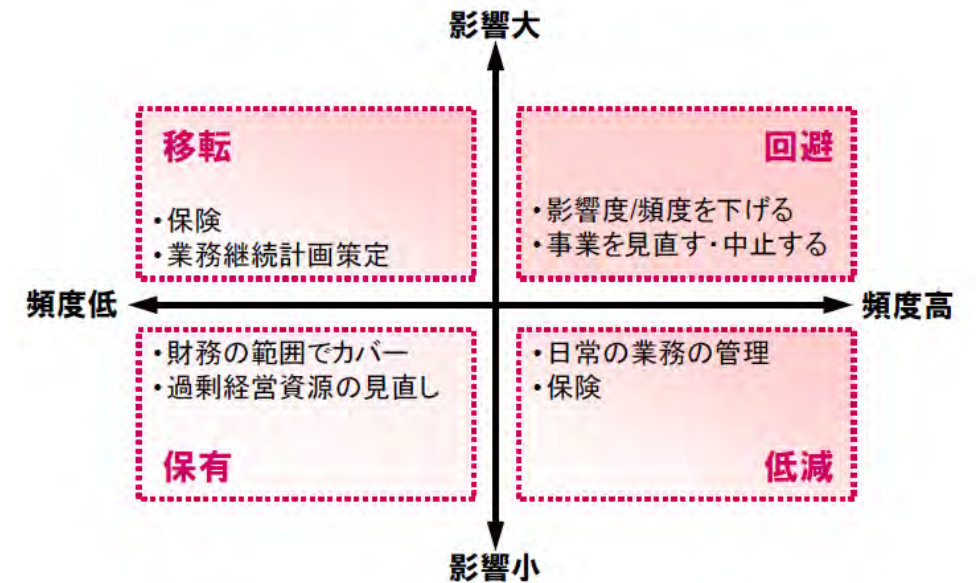 影響大
移転
・保険
・業務継続計画策定
回避
・影響度/頻度を下げる
・事業を見直す・中止する
頻度低
頻度高
・財務の範囲でカバー
・過剰経営資源の見直し
保有
・日常の業務の管理
・保険
低減
影響小